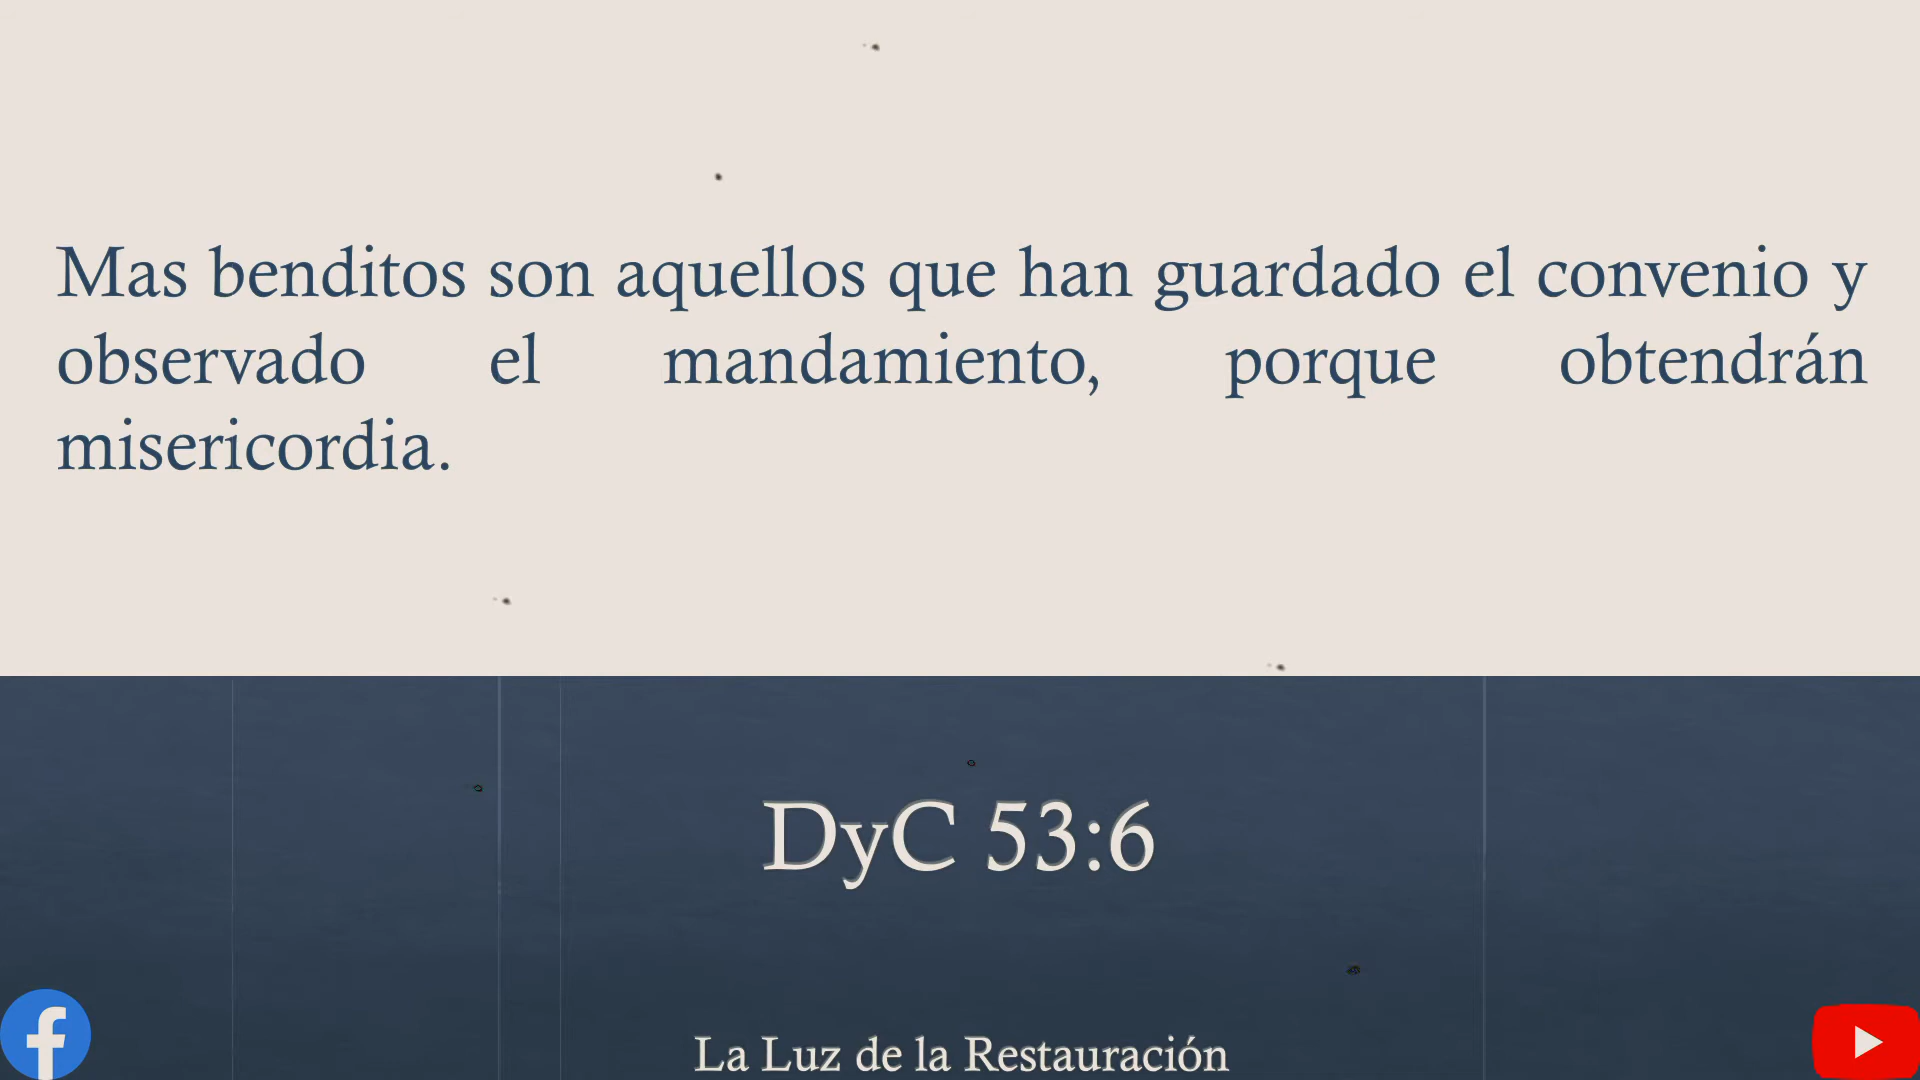 Mas benditos son aquellos que han guardado el convenio y
observado el mandamiento, porque obtendrán
misericordia.
DyC 53:6
La Luz de la Restauración